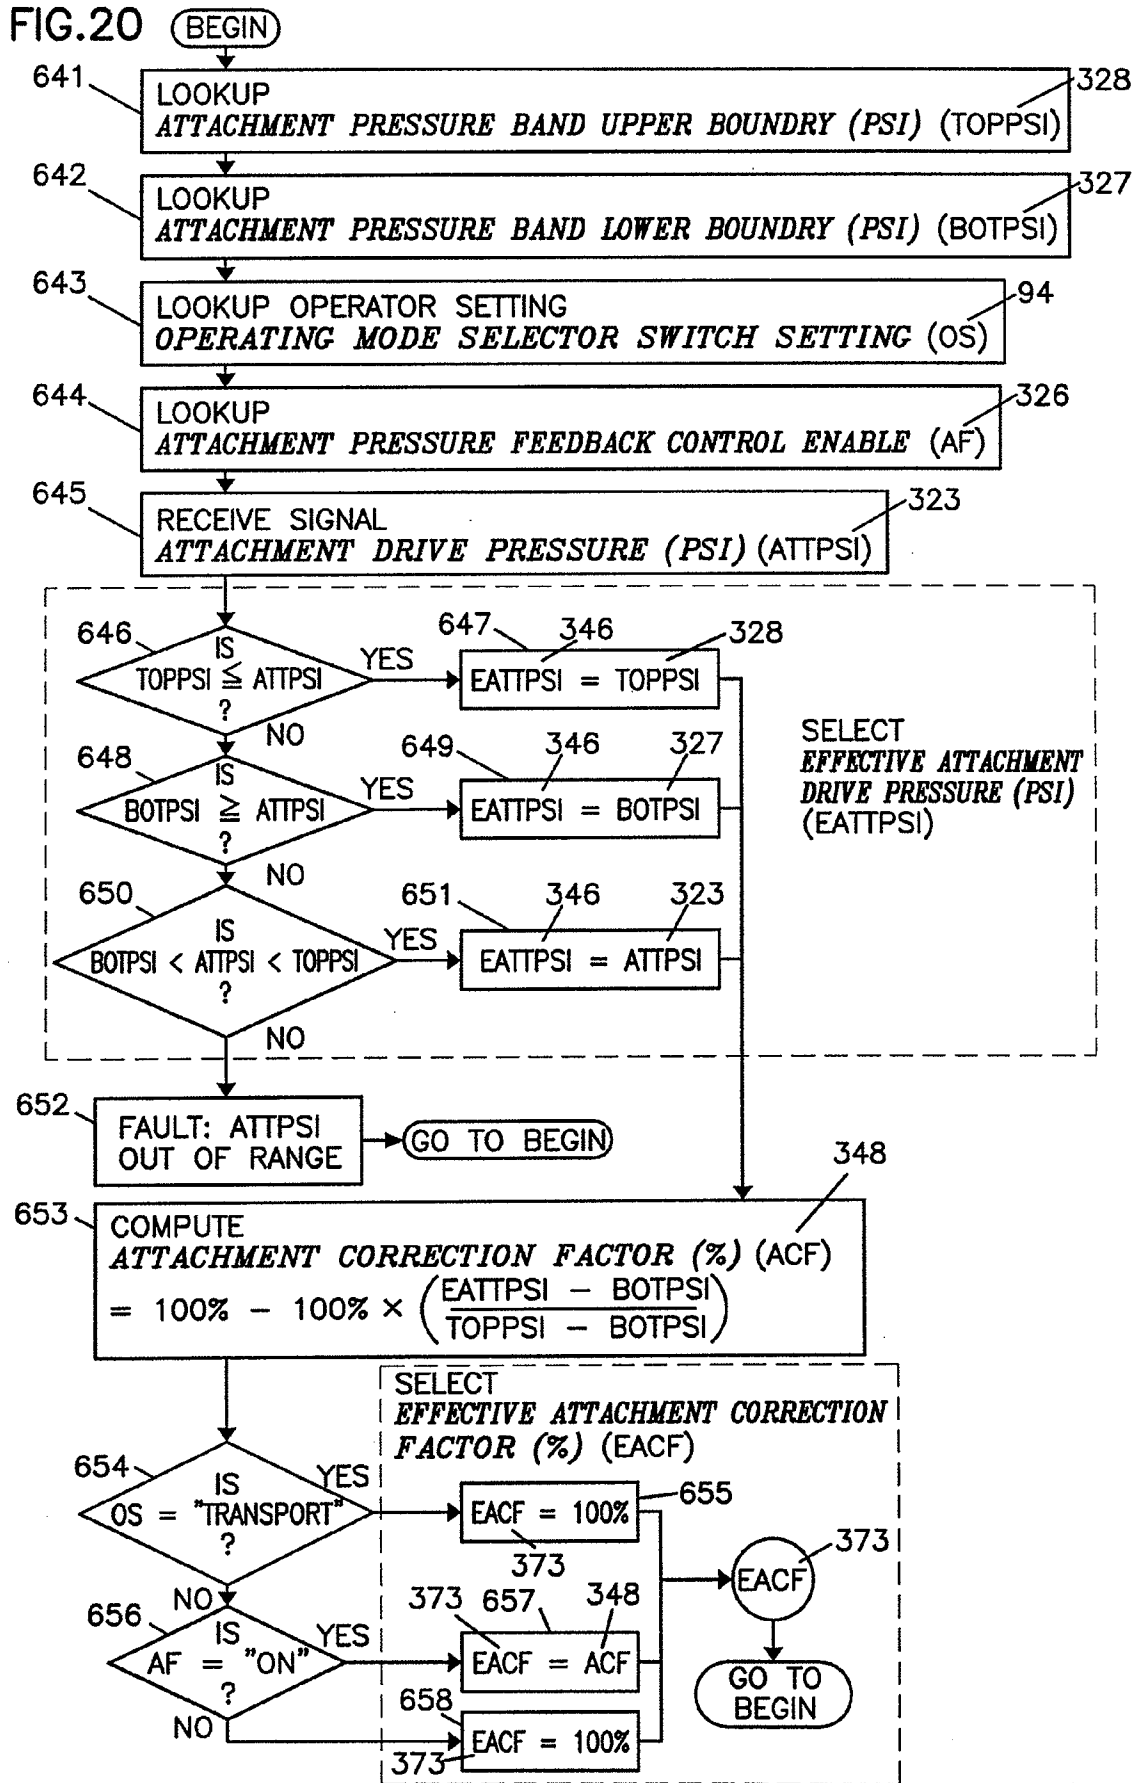 FIG.20
BEGIN
641
LOOKUP
ATTACHMENT PRESSURE BAND UPPER BOUNDRY (PSI) (TOPPSI)
328
642
LOOKUP
ATTACHMENT PRESSURE BAND LOWER BOUNDRY (PSI) (BOTPSI)
327
643
LOOKUP OPERATOR SETTING
OPERATING MODE SELECTOR SWITCH SETTING (OS)
94
644
LOOKUP
ATTACHMENT PRESSURE FEEDBACK CONTROL ENABLE (AF)
326
645
RECEIVE SIGNAL
ATTACHMENT DRIVE PRESSURE (PSI) (ATTPSI)
323
646
IS
TOPPSI ≦ ATTPSI
?
YES
NO
647
346
328
EATTPSI = TOPPSI
648
IS
BOTPSI ≧ ATTPSI
?
YES
NO
649
346
327
EATTPSI = BOTPSI
SELECT
EFFECTIVE ATTACHMENT
DRIVE PRESSURE (PSI)
(EATTPSI)
650
IS
BOTPSI < ATTPSI < TOPPSI
?
YES
NO
651
346
323
EATTPSI = ATTPSI
652
FAULT: ATTPSI
OUT OF RANGE
GO TO BEGIN
348
653
COMPUTE
ATTACHMENT CORRECTION FACTOR (%) (ACF)
= 100% - 100% × (EATTPSI - BOTPSI
TOPPSI - BOTPSI)
SELECT
EFFECTIVE ATTACHMENT CORRECTION
FACTOR (%) (EACF)
654
IS
OS = "TRANSPORT"
?
YES
NO
655
EACF = 100%
373
373
EACF
656
IS
AF = "ON"
?
YES
NO
373
657
348
EACF = ACF
GO TO
BEGIN
658
EACF = 100%
373